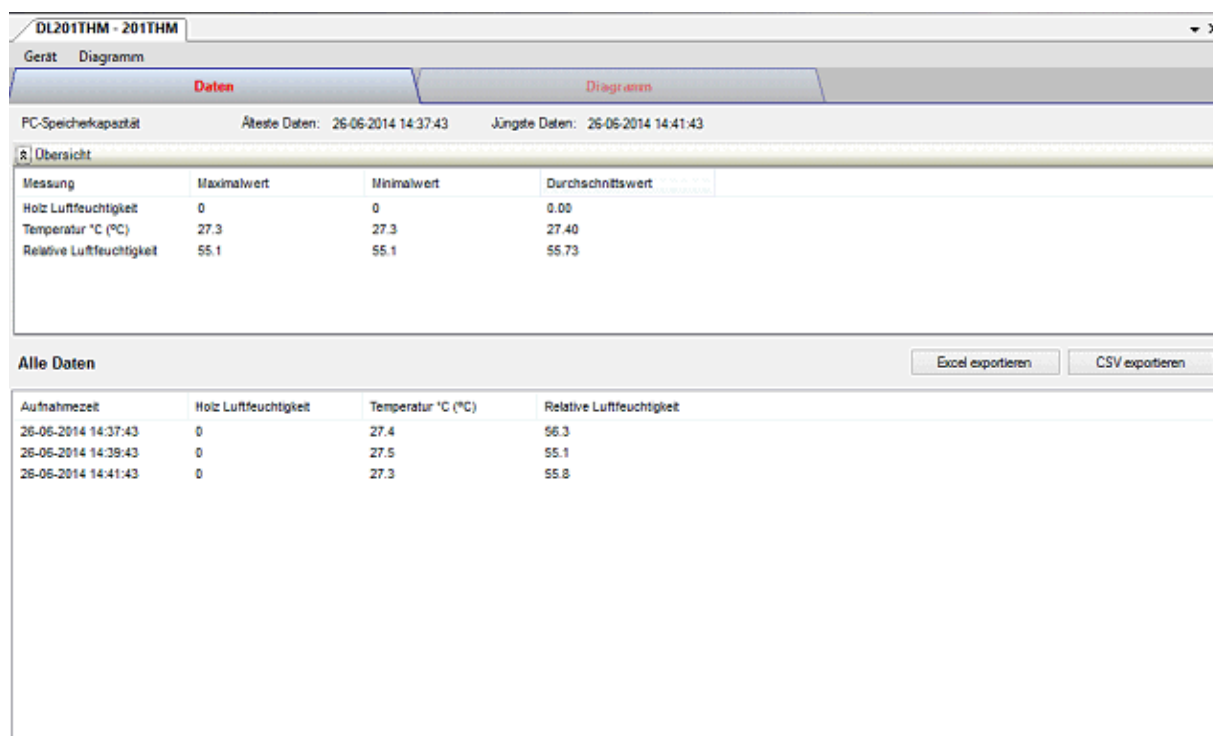 DL201THM - 201THM
Gerät Diagramm
Daten Diagramm
PC-Speicherkapazität Älteste Daten: 26-06-2014 14:37:43 Jüngste Daten: 26-06-2014 14:41:43
Übersicht
Messung Maximalwert Minimalwert Durchschnittswert
Holz Luftfeuchtigkeit 0 0 0.00
Temperatur °C (ºC) 27.3 27.3 27.40
Relative Luftfeuchtigkeit 55.1 55.1 55.73
Alle Daten Excel exportieren CSV exportieren
Aufnahmezeit Holz Luftfeuchtigkeit Temperatur °C (ºC) Relative Luftfeuchtigkeit
26-06-2014 14:37:43 0 27.4 56.3
26-06-2014 14:39:43 0 27.5 55.1
26-06-2014 14:41:43 0 27.3 55.8